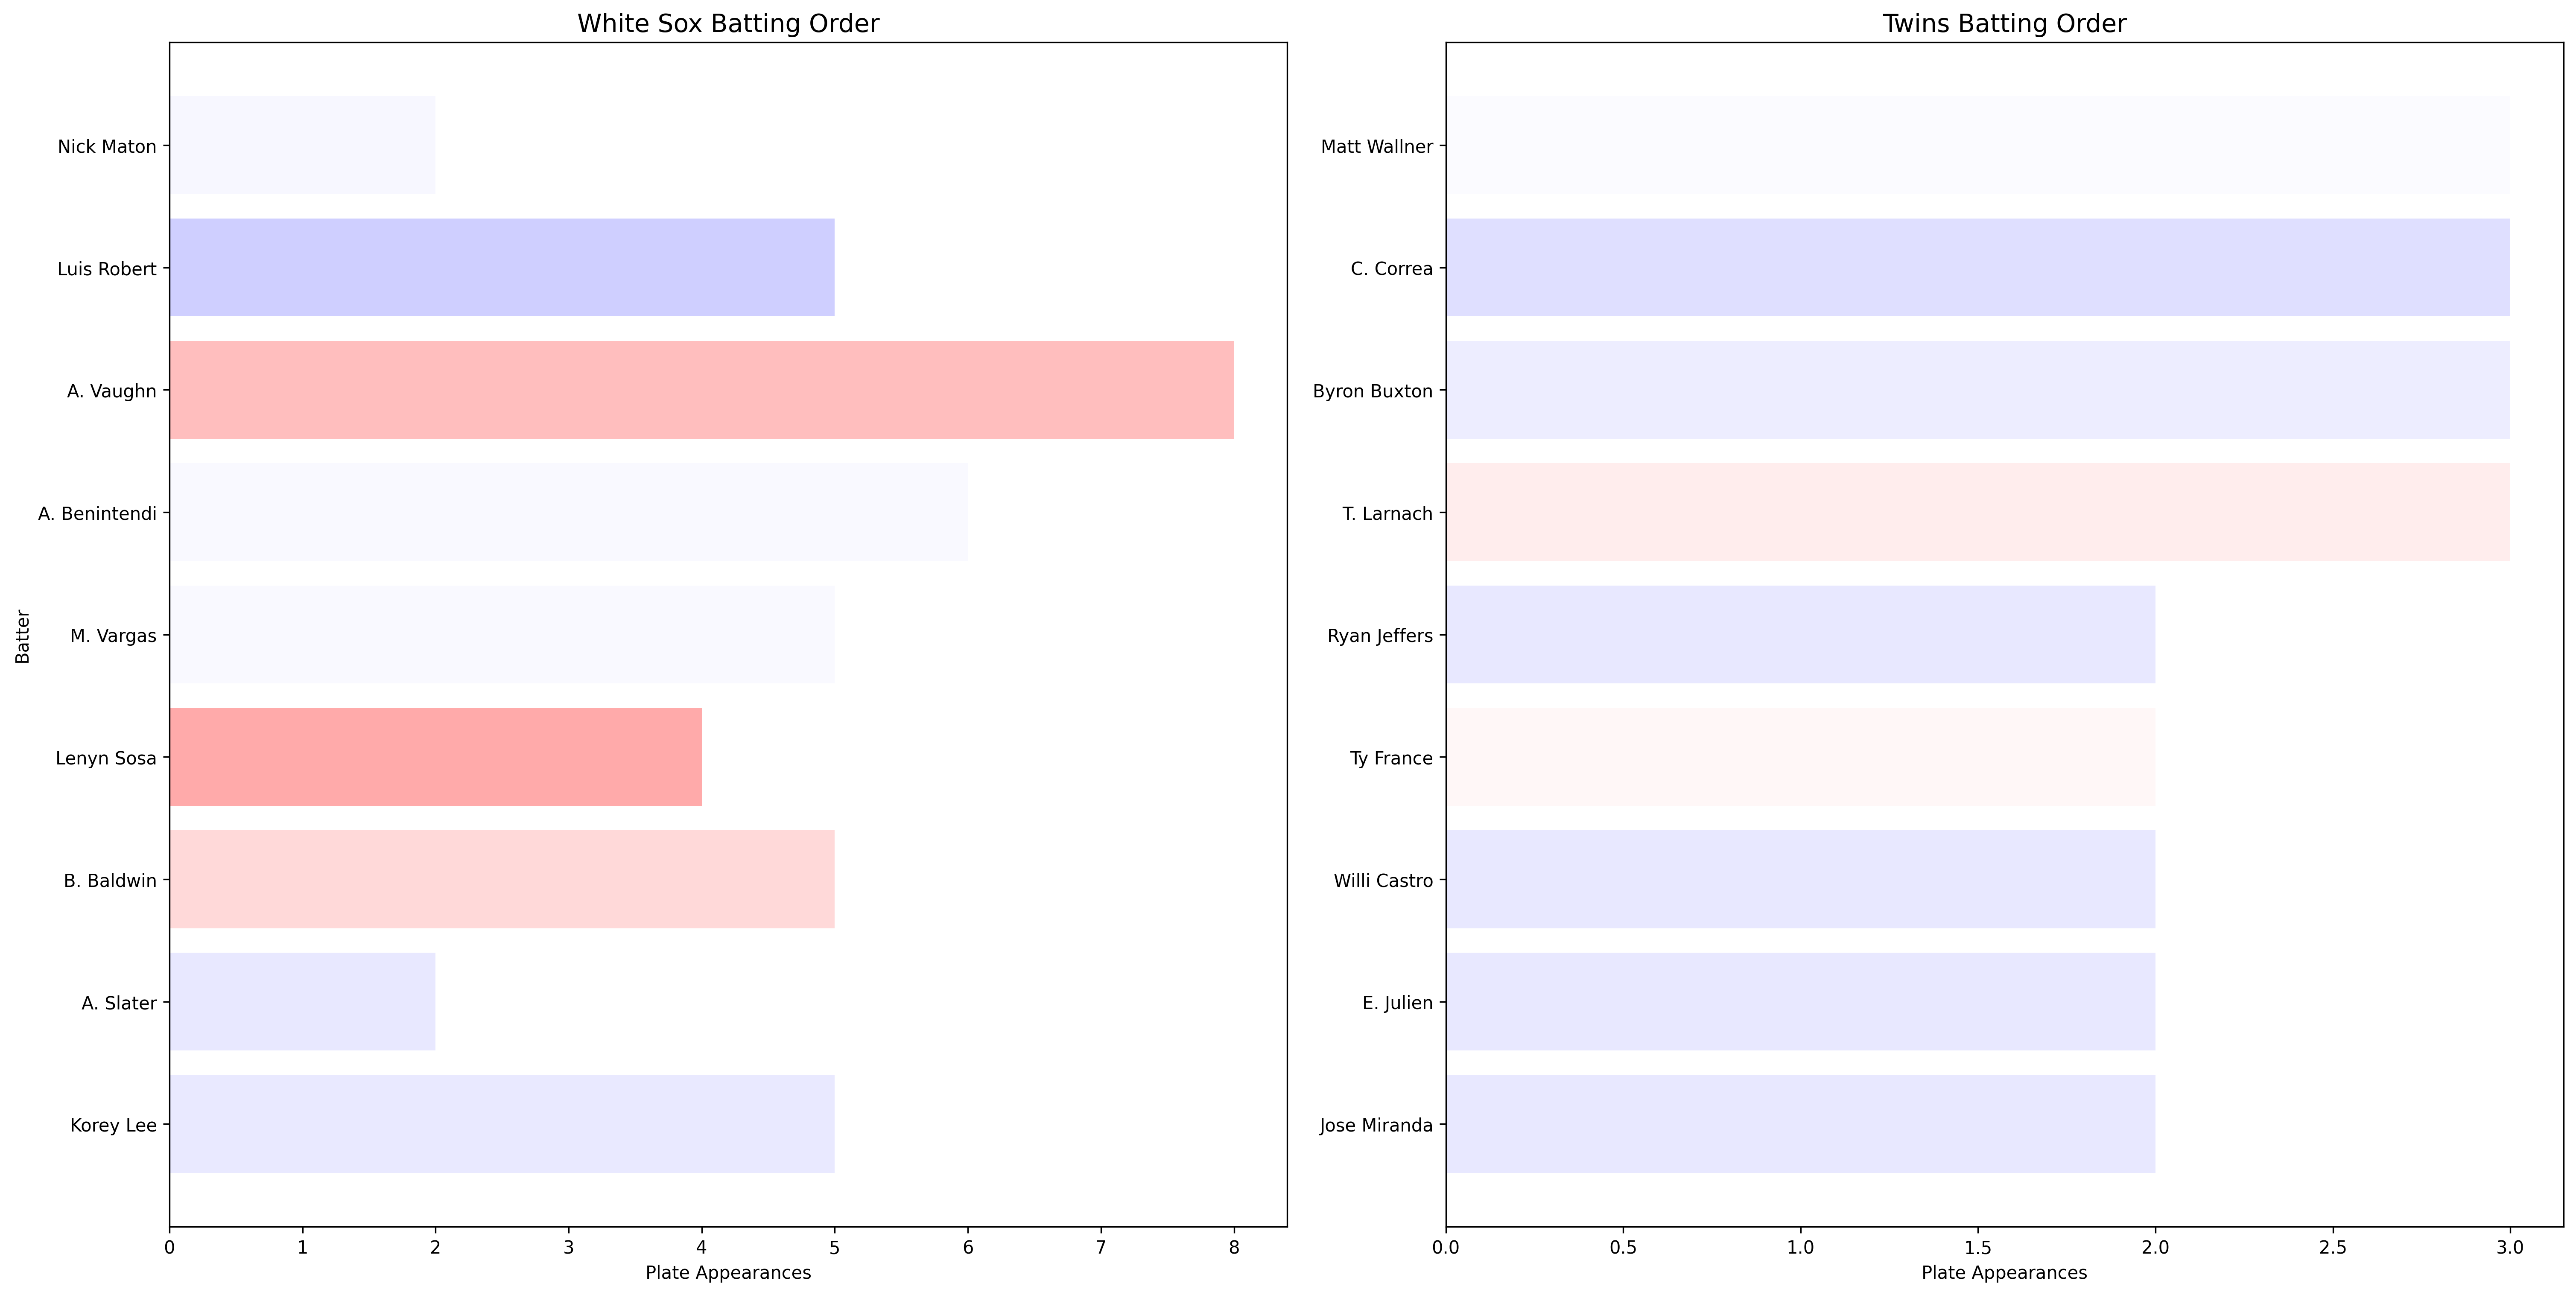 White Sox Batting Order
Batter
Nick Maton
Luis Robert
A. Vaughn
A. Benintendi
M. Vargas
Lenyn Sosa
B. Baldwin
A. Slater
Korey Lee
0 1 2 3 4 5 6 7 8
Plate Appearances
Twins Batting Order
Matt Wallner
C. Correa
Byron Buxton
T. Larnach
Ryan Jeffers
Ty France
Willi Castro
E. Julien
Jose Miranda
0.0 0.5 1.0 1.5 2.0 2.5 3.0
Plate Appearances